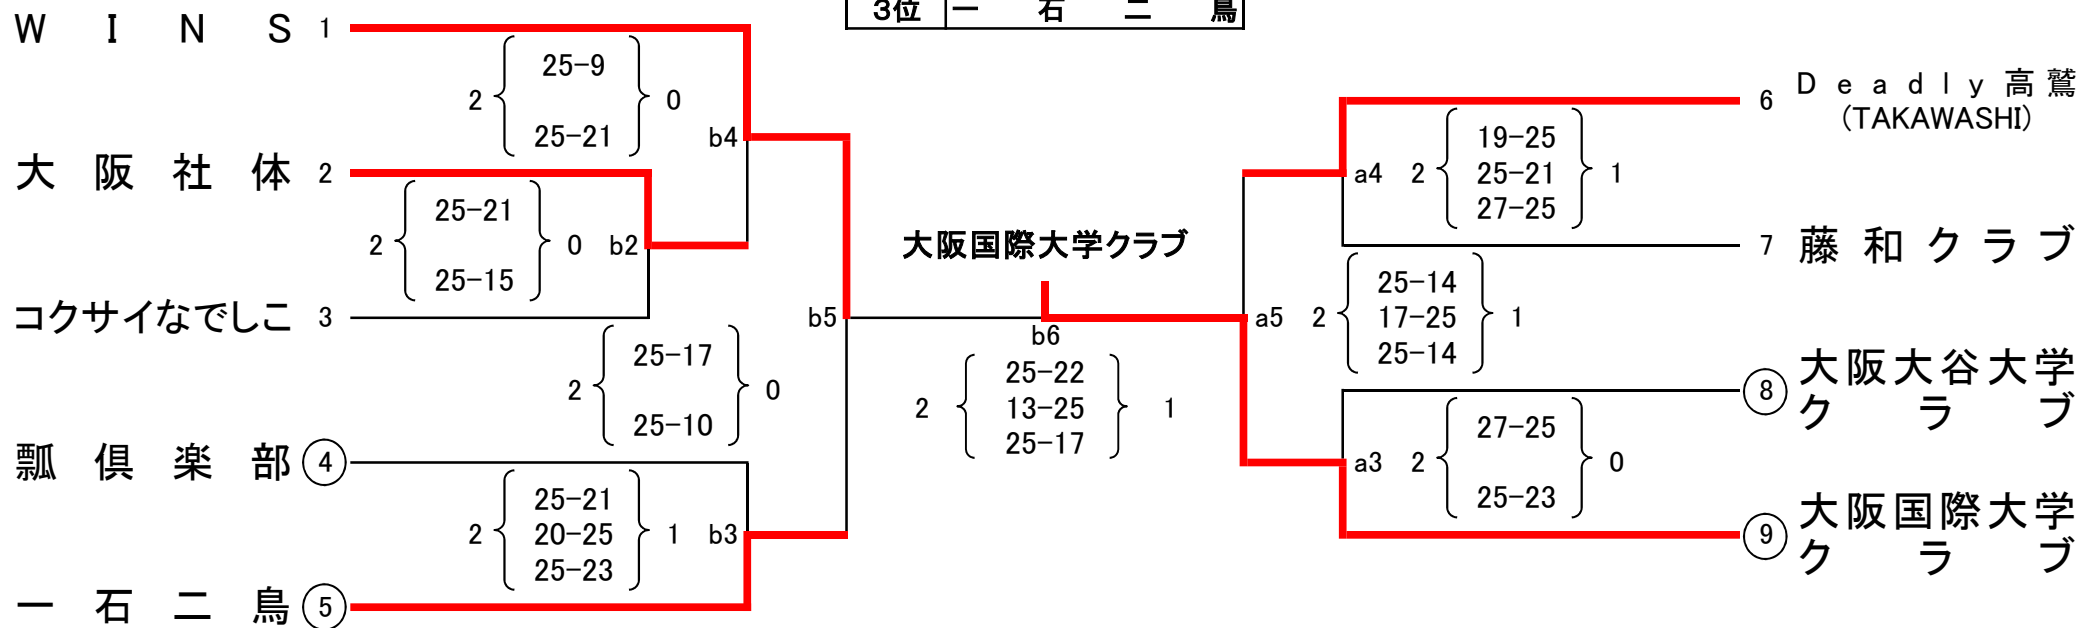 3位 一石二鳥
WINS 1
25-9
2 0
25-21
b4
大阪社体 2
25-21
2 0 b2
25-15
コクサイなでしこ 3
25-17
2 0
25-10
瓢倶楽部 4
25-21
2 20-25 1 b3
25-23
一石二鳥 5
b5
大阪国際大学クラブ
b6
25-22
2 13-25 1
25-17
6 Deadly高鷲
(TAKAWASHI)
19-25
a4 2 25-21 1
27-25
7 藤和クラブ
25-14
a5 2 17-25 1
25-14
8 大阪大谷大学
クラブ
27-25
a3 2 0
25-23
9 大阪国際大学
クラブ